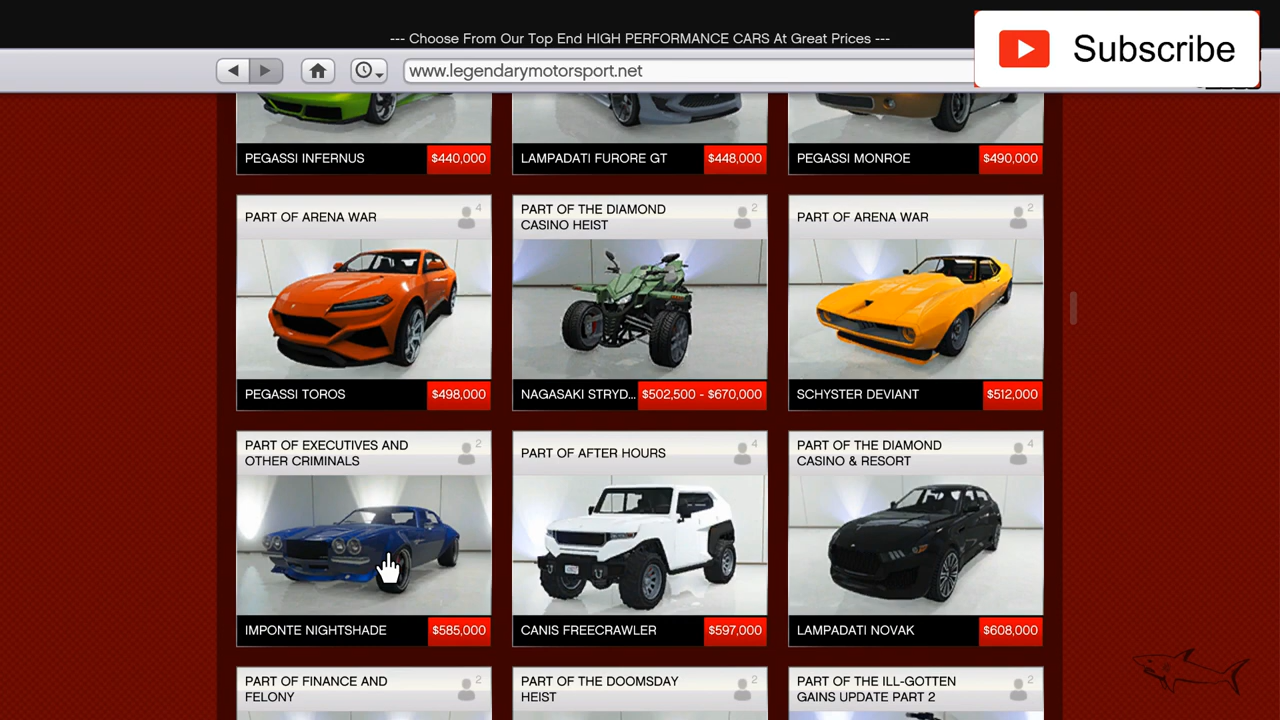 --- Choose From Our Top End HIGH PERFORMANCE CARS At Great Prices ---
Subscribe
www.legendarymotorsport.net
PEGASSI INFERNUS $440,000
LAMPADATI FURORE GT $448,000
PEGASSI MONROE $490,000
PART OF ARENA WAR 4
PART OF THE DIAMOND
CASINO HEIST 2
PART OF ARENA WAR 2
PEGASSI TOROS $498,000
NAGASAKI STRYD... $502,500 - $670,000
SCHYSTER DEVIANT $512,000
PART OF EXECUTIVES AND
OTHER CRIMINALS 2
PART OF AFTER HOURS 4
PART OF THE DIAMOND
CASINO & RESORT 4
IMPONTE NIGHTSHADE $585,000
CANIS FREECRAWLER $597,000
LAMPADATI NOVAK $608,000
PART OF FINANCE AND
FELONY 2
PART OF THE DOOMSDAY
HEIST 2
PART OF THE ILL-GOTTEN
GAINS UPDATE PART 2 2